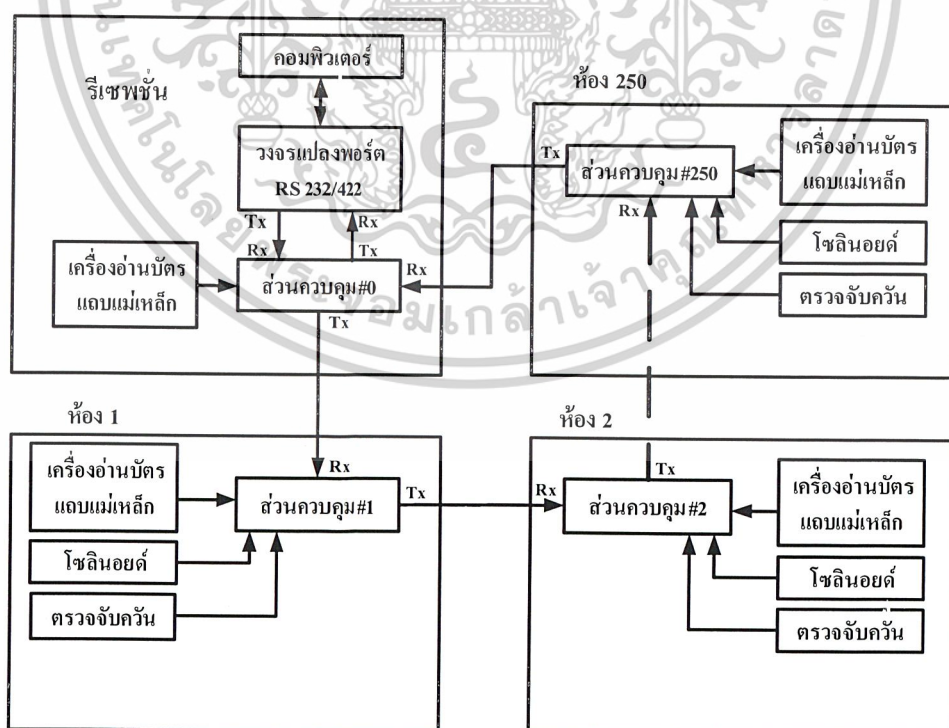 รีเซพชั่น
คอมพิวเตอร์
วงจรแปลงพอร์ต
RS 232/422
Tx
Rx
Rx
Tx
เครื่องอ่านบัตร
แถบแม่เหล็ก
ส่วนควบคุม#0
Rx
Tx
ห้อง 250
Tx
ส่วนควบคุม#250
Rx
เครื่องอ่านบัตร
แถบแม่เหล็ก
โซลินอยด์
ตรวจจับควัน
ห้อง 1
เครื่องอ่านบัตร
แถบแม่เหล็ก
Rx
ส่วนควบคุม#1
Tx
โซลินอยด์
ตรวจจับควัน
ห้อง 2
Tx
Rx
ส่วนควบคุม#2
เครื่องอ่านบัตร
แถบแม่เหล็ก
โซลินอยด์
ตรวจจับควัน